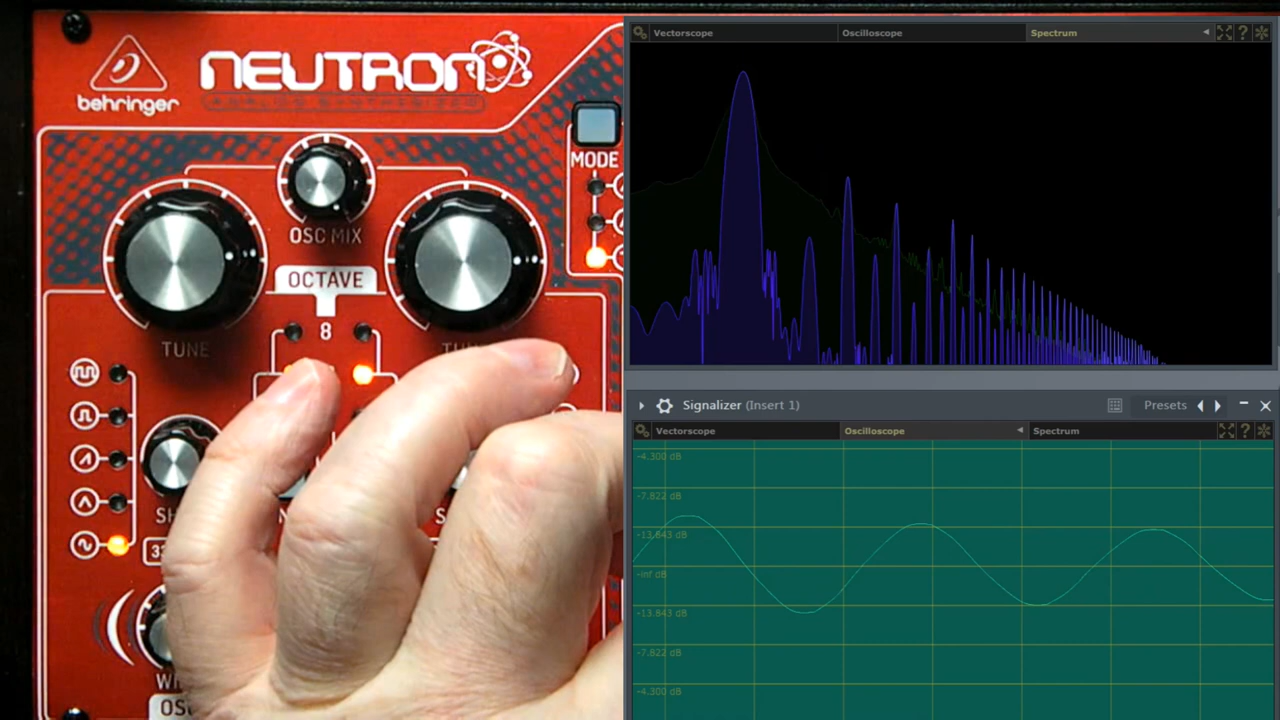 behringer
NEUTRON
ANALOG SYNTHESIZER
MODE
OSC MIX
OCTAVE
8
TUNE
Vectorscope
Oscilloscope
Spectrum
?
Signalizer (Insert 1)
Presets
Vectorscope
Oscilloscope
Spectrum
?
-4.300 dB
-7.822 dB
-13.843 dB
-inf dB
-13.843 dB
-7.822 dB
-4.300 dB